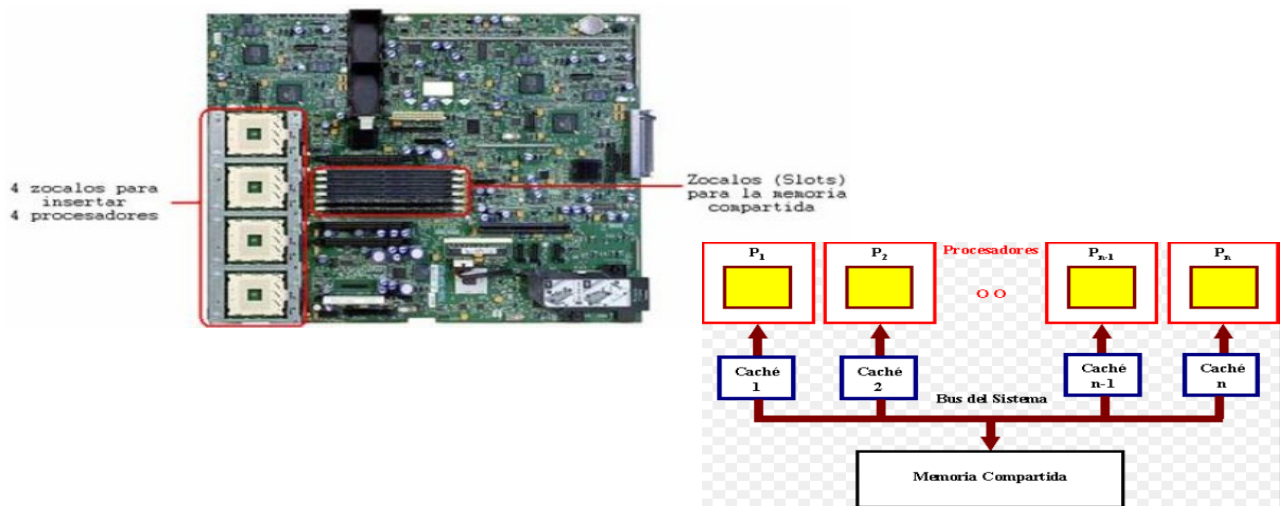 4 zocalos para
insertar
4 procesadores
Zocalos (Slots)
para la memoria
compartida
P1
P2
Procesadores
Pn-1
Pn
O O
Caché
1
Caché
2
Caché
n-1
Caché
n
Bus del Sistema
Memoria Compartida